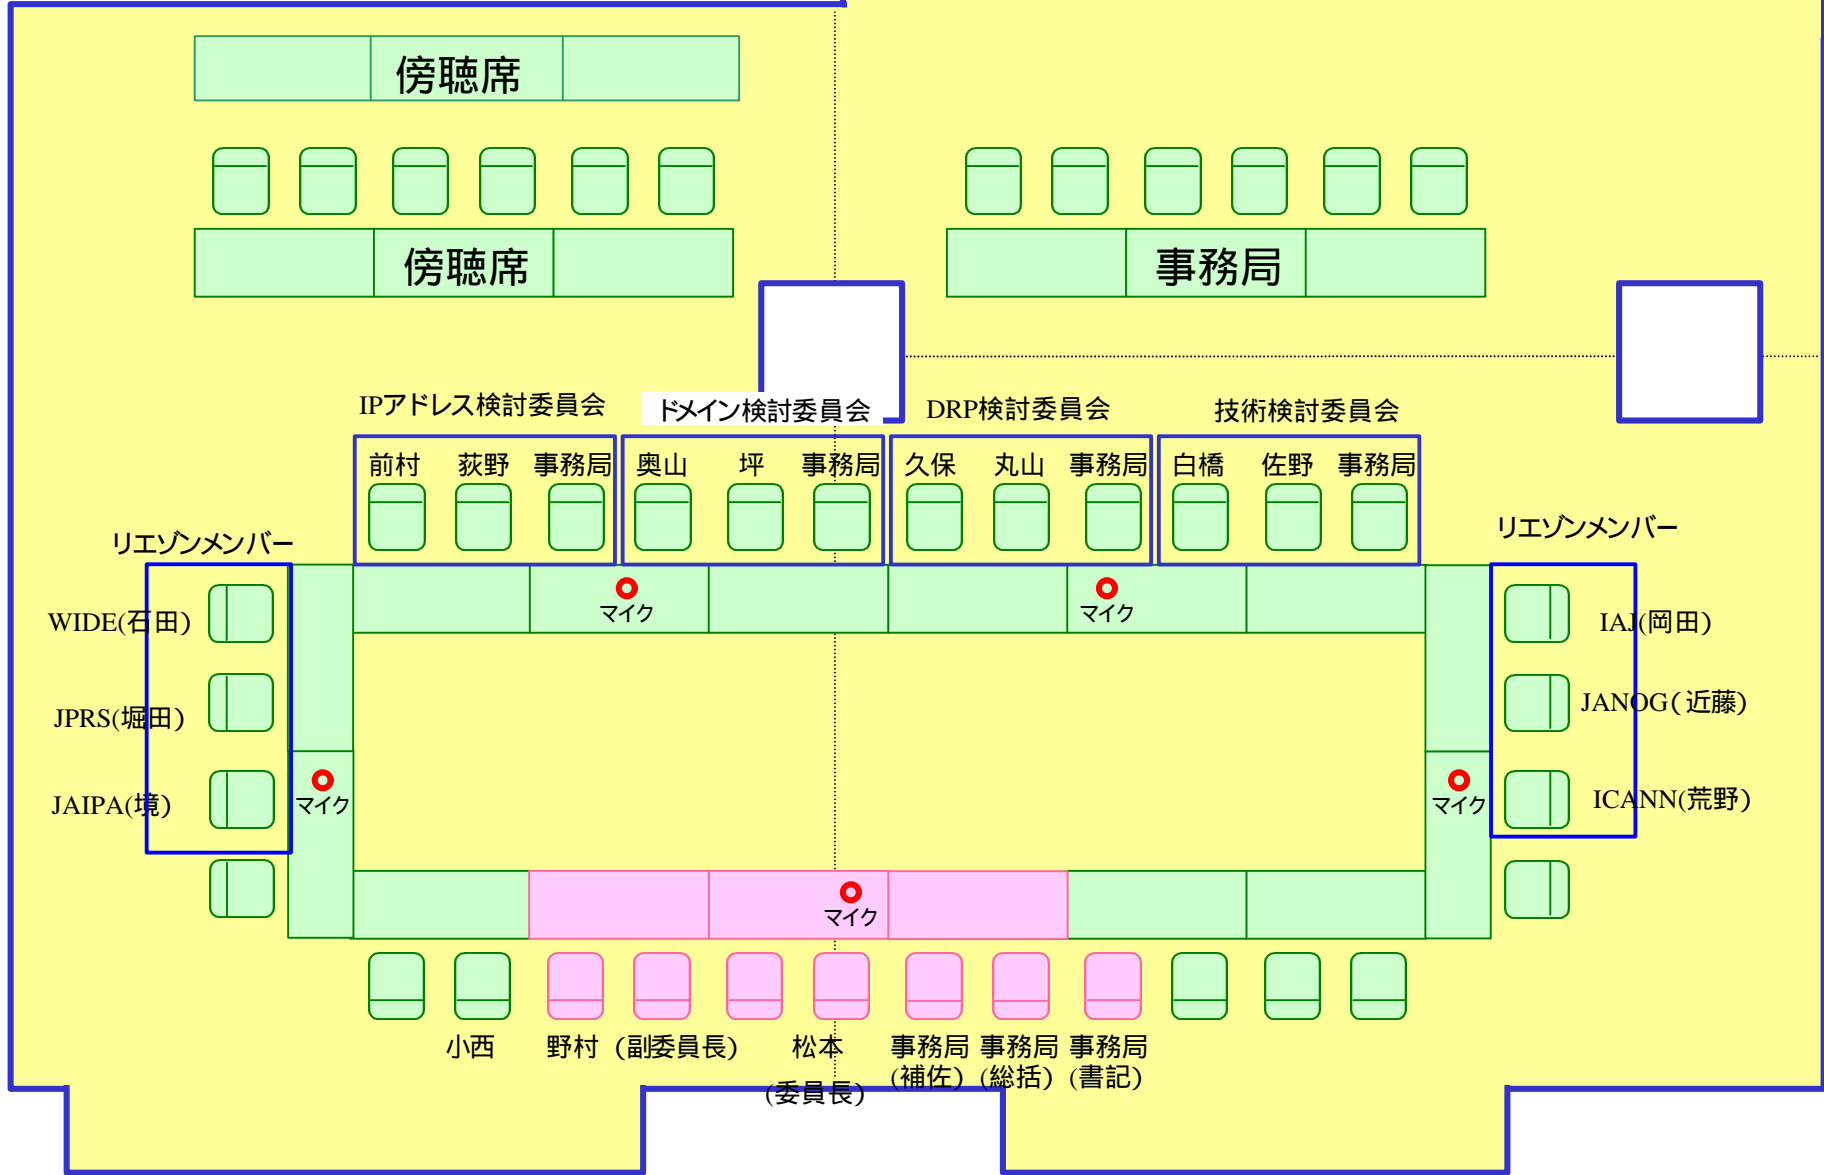 傍聴席
傍聴席
事務局
IPアドレス検討委員会
ドメイン検討委員会
DRP検討委員会
技術検討委員会
前村 荻野 事務局
奥山 坪 事務局
久保 丸山 事務局
白橋 佐野 事務局
リエゾンメンバー
リエゾンメンバー
マイク
マイク
WIDE(石田)
IAJ(岡田)
JPRS(堀田)
JANOG(近藤)
JAIPA(境)
マイク
マイク
ICANN(荒野)
マイク
小西
野村 (副委員長)
松本
(委員長)
事務局 事務局 事務局
(補佐) (総括) (書記)